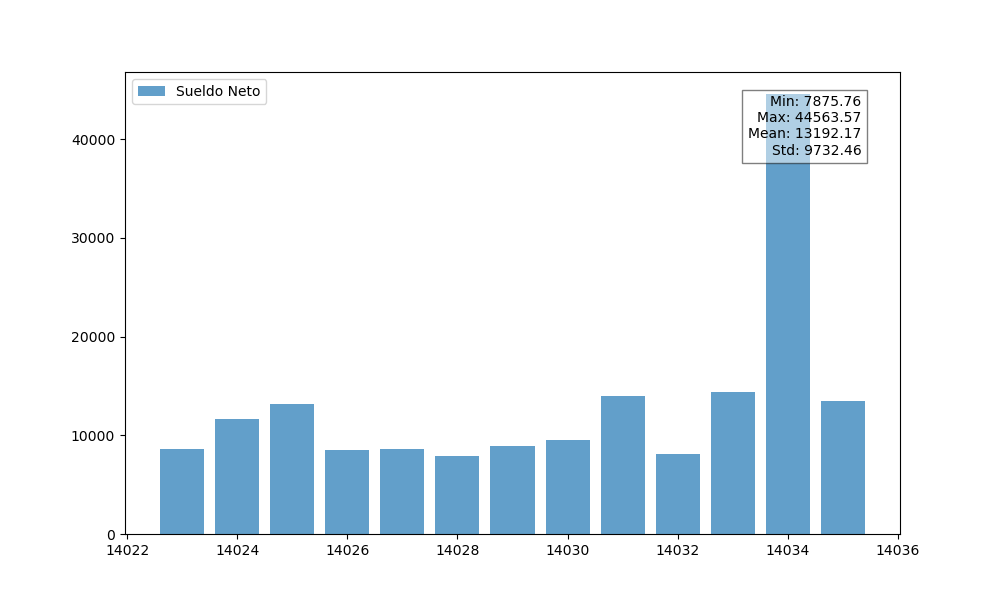 Sueldo Neto
Min: 7875.76
Max: 44563.57
Mean: 13192.17
Std: 9732.46
40000
30000
20000
10000
0
14022 14024 14026 14028 14030 14032 14034 14036